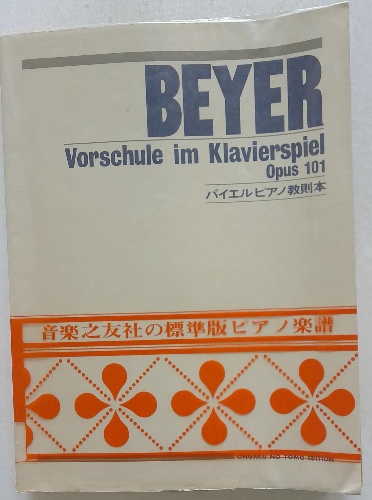 BEYER
Vorschule im Klavierspiel
Opus 101
バイエルピアノ教則本
音楽之友社の標準版ピアノ楽譜
ONGAKU NO TOMO EDITION